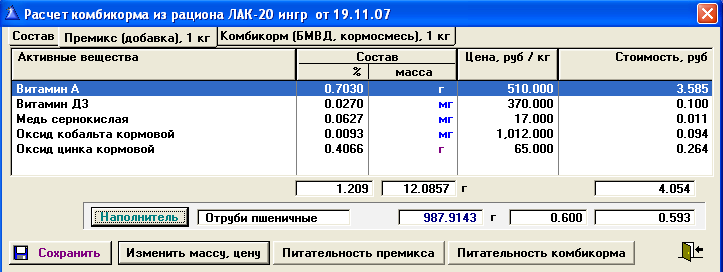 Расчет комбикорма из рациона ЛАК-20 ингр от 19.11.07
Состав Премикс (добавка), 1 кг Комбикорм (БМВД, кормосмесь), 1 кг
Активные вещества Состав Цена, руб / кг Стоимость, руб
% масса
Витамин А 0.7030 г 510.000 3.585
Витамин Д3 0.0270 мг 370.000 0.100
Медь сернокислая 0.0627 мг 17.000 0.011
Оксид кобальта кормовой 0.0093 мг 1,012.000 0.094
Оксид цинка кормовой 0.4066 г 65.000 0.264
1.209 12.0857 г 4.054
Наполнитель Отруби пшеничные 987.9143 г 0.600 0.593
Сохранить Изменить массу, цену Питательность премикса Питательность комбикорма